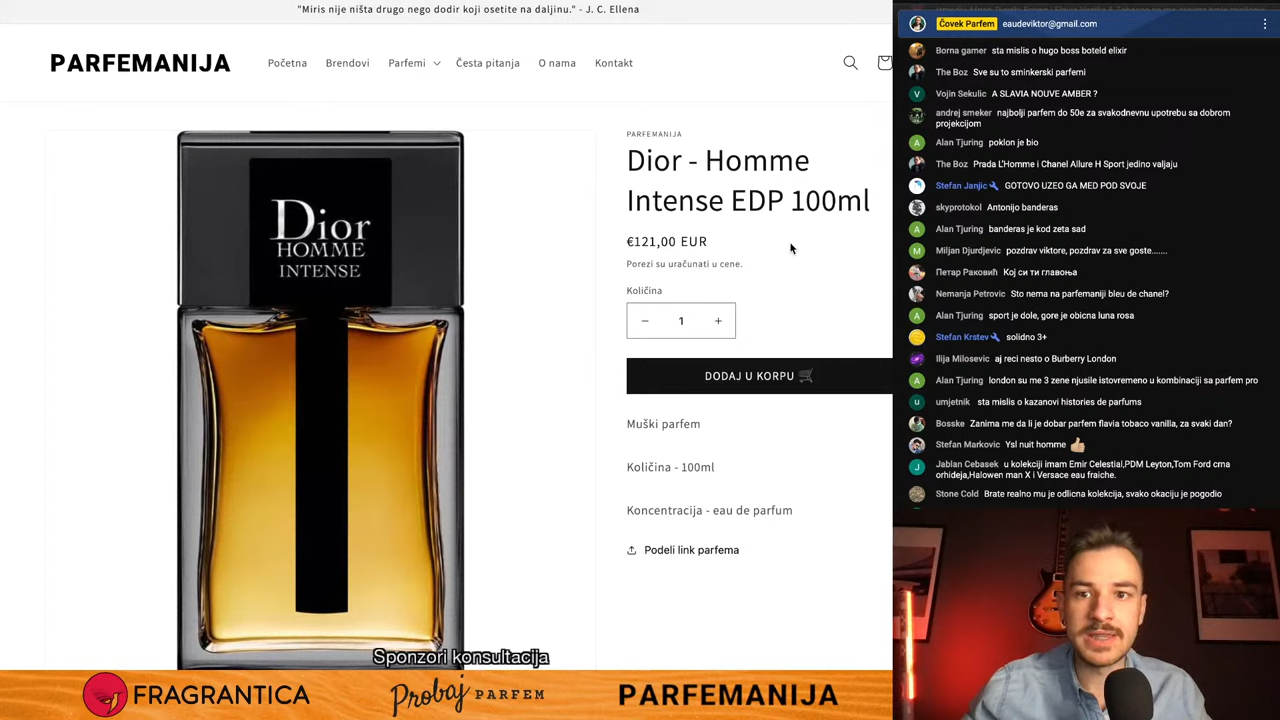 "Miris nije ništa drugo nego dodir koji osetite na daljinu." - J. C. Ellena
PARFEMANIJA
Početna
Brendovi
Parfemi
Česta pitanja
O nama
Kontakt
Dior
HOMME
INTENSE
PARFEMANIJA
Dior - Homme
Intense EDP 100ml
€121,00 EUR
Porezi su uračunati u cene.
Količina
1
DODAJ U KORPU
Muški parfem
Količina - 100ml
Koncentracija - eau de parfum
Podeli link parfema
Čovek Parfem eaudeviktor@gmail.com
Borna gamer sta mislis o hugo boss boteld elixir
The Boz Sve su to sminkerski parfemi
V
Vojin Sekulic A SLAVIA NOUVE AMBER ?
andrej smeker najbolji parfem do 50e za svakodnevnu upotrebu sa dobrom
projekcijom
A
Alan Tjuring poklon je bio
The Boz Prada L'Homme i Chanel Allure H Sport jedino valjaju
Stefan Janjic GOTOVO UZEO GA MED POD SVOJE
skyprotokol Antonijo banderas
A
Alan Tjuring banderas je kod zeta sad
M
Miljan Djurdjevic pozdrav viktore, pozdrav za sve goste.......
Петар Раковић Кој си ти главоња
Nemanja Petrovic Sto nema na parfemaniji bleu de chanel?
A
Alan Tjuring sport je dole, gore je obicna luna rosa
Stefan Krstev solidno 3+
Ilija Milosevic aj reci nesto o Burberry London
A
Alan Tjuring london su me 3 zene njusile istovremeno u kombinaciji sa parfem pro
u
umjetnik sta mislis o kazanovi histories de parfums
Bosske Zanima me da li je dobar parfem flavia tobaco vanilla, za svaki dan?
Stefan Markovic Ysl nuit homme
J
Jablan Cebasek u kolekciji imam Emir Celestial,PDM Leyton,Tom Ford crna
orhideja,Halowen man X i Versace eau fraiche.
Stone Cold Brate realno mu je odlicna kolekcija, svako okaciju je pogodio
Sponzori konsultacija
FRAGRANTICA
Probaj PARFEM
PARFEMANIJA